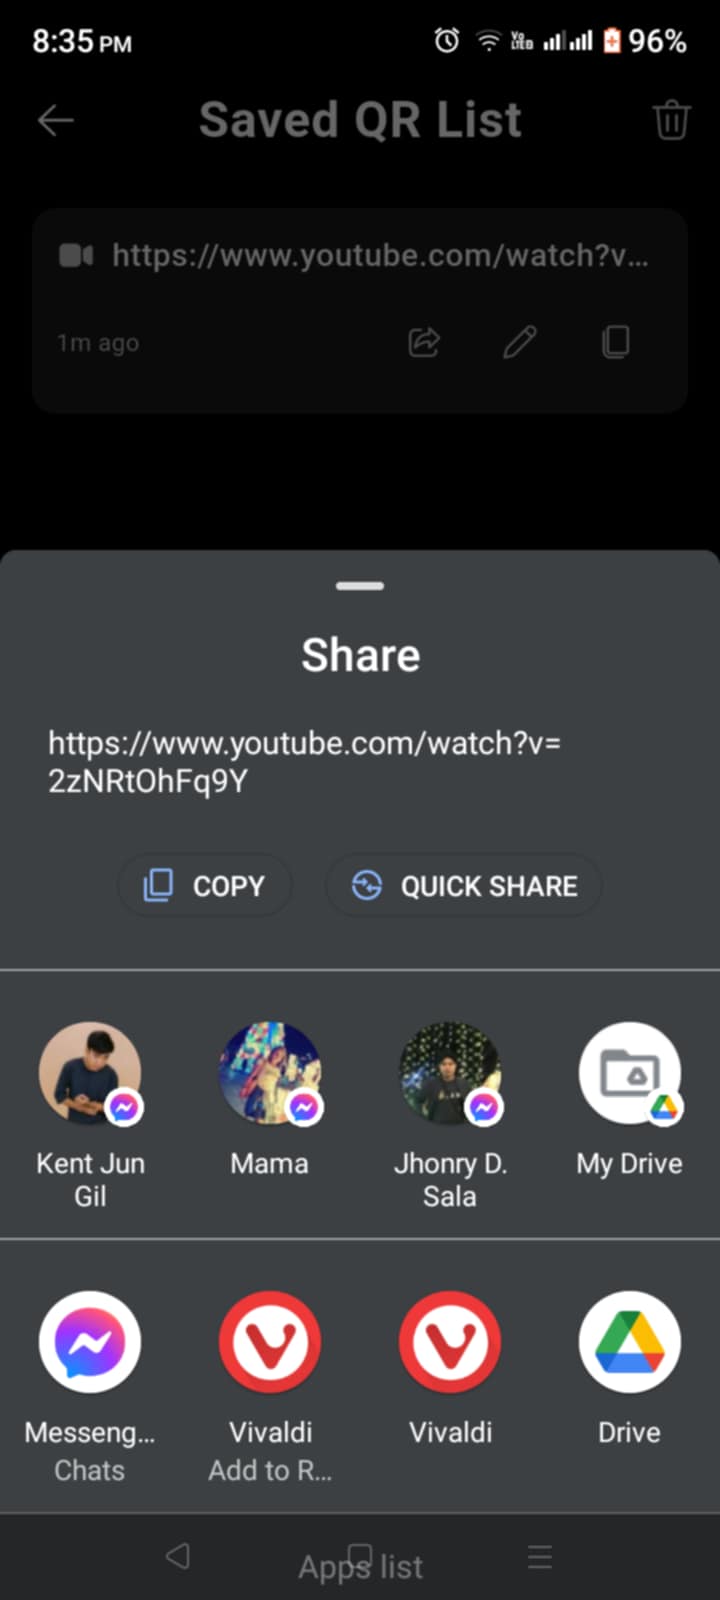 8:35 PM
Vo LTE 96%
Saved QR List
https://www.youtube.com/watch?v...
1m ago
Share
https://www.youtube.com/watch?v=
2zNRtOhFq9Y
COPY QUICK SHARE
Kent Jun Mama Jhonry D. My Drive
Gil Sala
Messeng... Vivaldi Vivaldi Drive
Chats Add to R...
Apps list